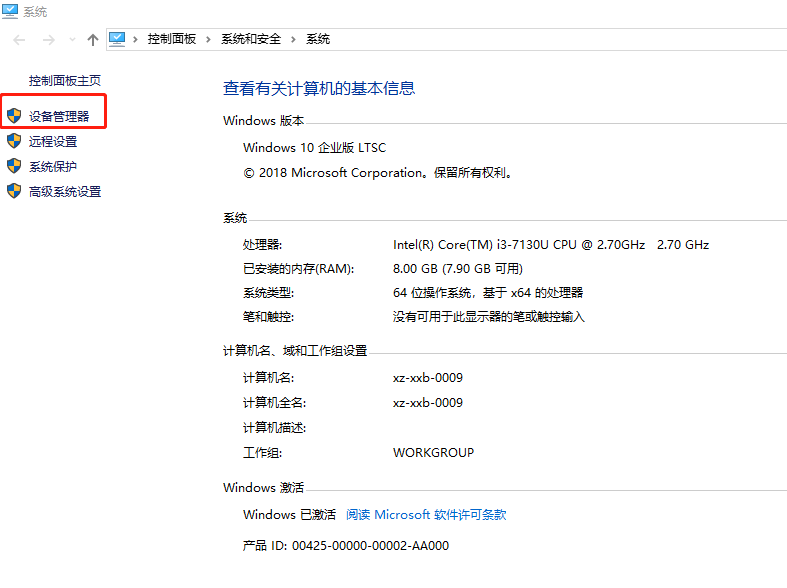 系统
控制面板 > 系统和安全 > 系统
控制面板主页
设备管理器
远程设置
系统保护
高级系统设置
查看有关计算机的基本信息
Windows 版本
Windows 10 企业版 LTSC
© 2018 Microsoft Corporation。保留所有权利。
系统
处理器: Intel(R) Core(TM) i3-7130U CPU @ 2.70GHz 2.70 GHz
已安装的内存(RAM): 8.00 GB (7.90 GB 可用)
系统类型: 64 位操作系统，基于 x64 的处理器
笔和触控: 没有可用于此显示器的笔或触控输入
计算机名、域和工作组设置
计算机名: xz-xxb-0009
计算机全名: xz-xxb-0009
计算机描述:
工作组: WORKGROUP
Windows 激活
Windows 已激活 阅读 Microsoft 软件许可条款
产品 ID: 00425-00000-00002-AA000